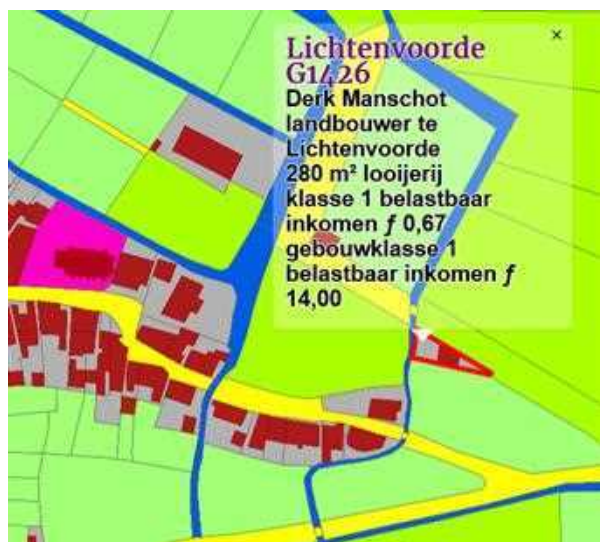 ×
Lichtenvoorde
G1426
Derk Manschot
landbouwer te
Lichtenvoorde
280 m² looijerij
klasse 1 belastbaar
inkomen ƒ 0,67
gebouwklasse 1
belastbaar inkomen ƒ
14,00